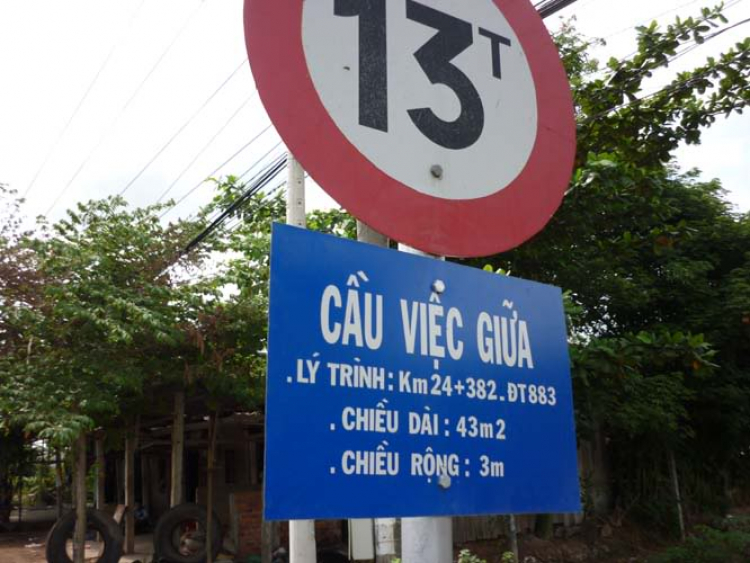 13T
CẦU VIỆC GIỮA
.LÝ TRÌNH: Km24+382.ĐT883
.CHIỀU DÀI: 43m2
.CHIỀU RỘNG: 3m